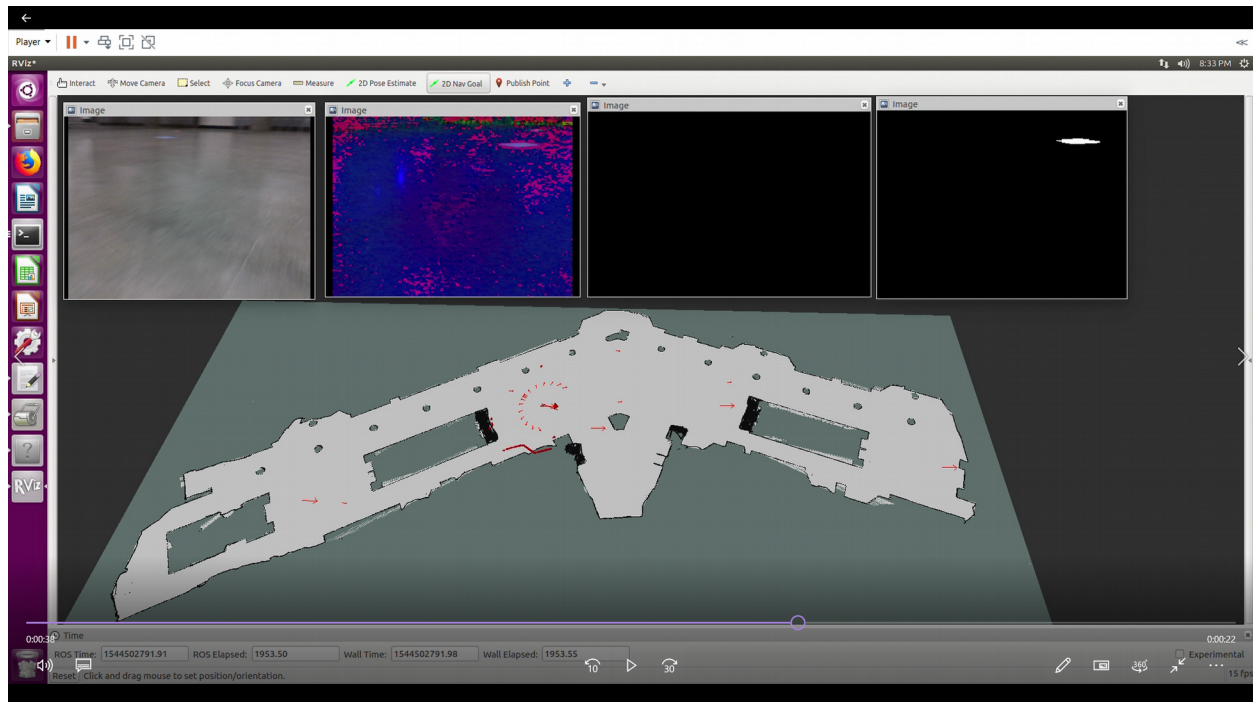 Player
RViz*
8:33 PM
Interact Move Camera Select Focus Camera Measure 2D Pose Estimate 2D Nav Goal Publish Point
Image Image Image Image
RViz
0:00:38 0:00:22
Time
ROS Time: 1544502791.91 ROS Elapsed: 1953.50 Wall Time: 1544502791.98 Wall Elapsed: 1953.55 Experimental
10 30 360
Reset Click and drag mouse to set position/orientation. 15 fps